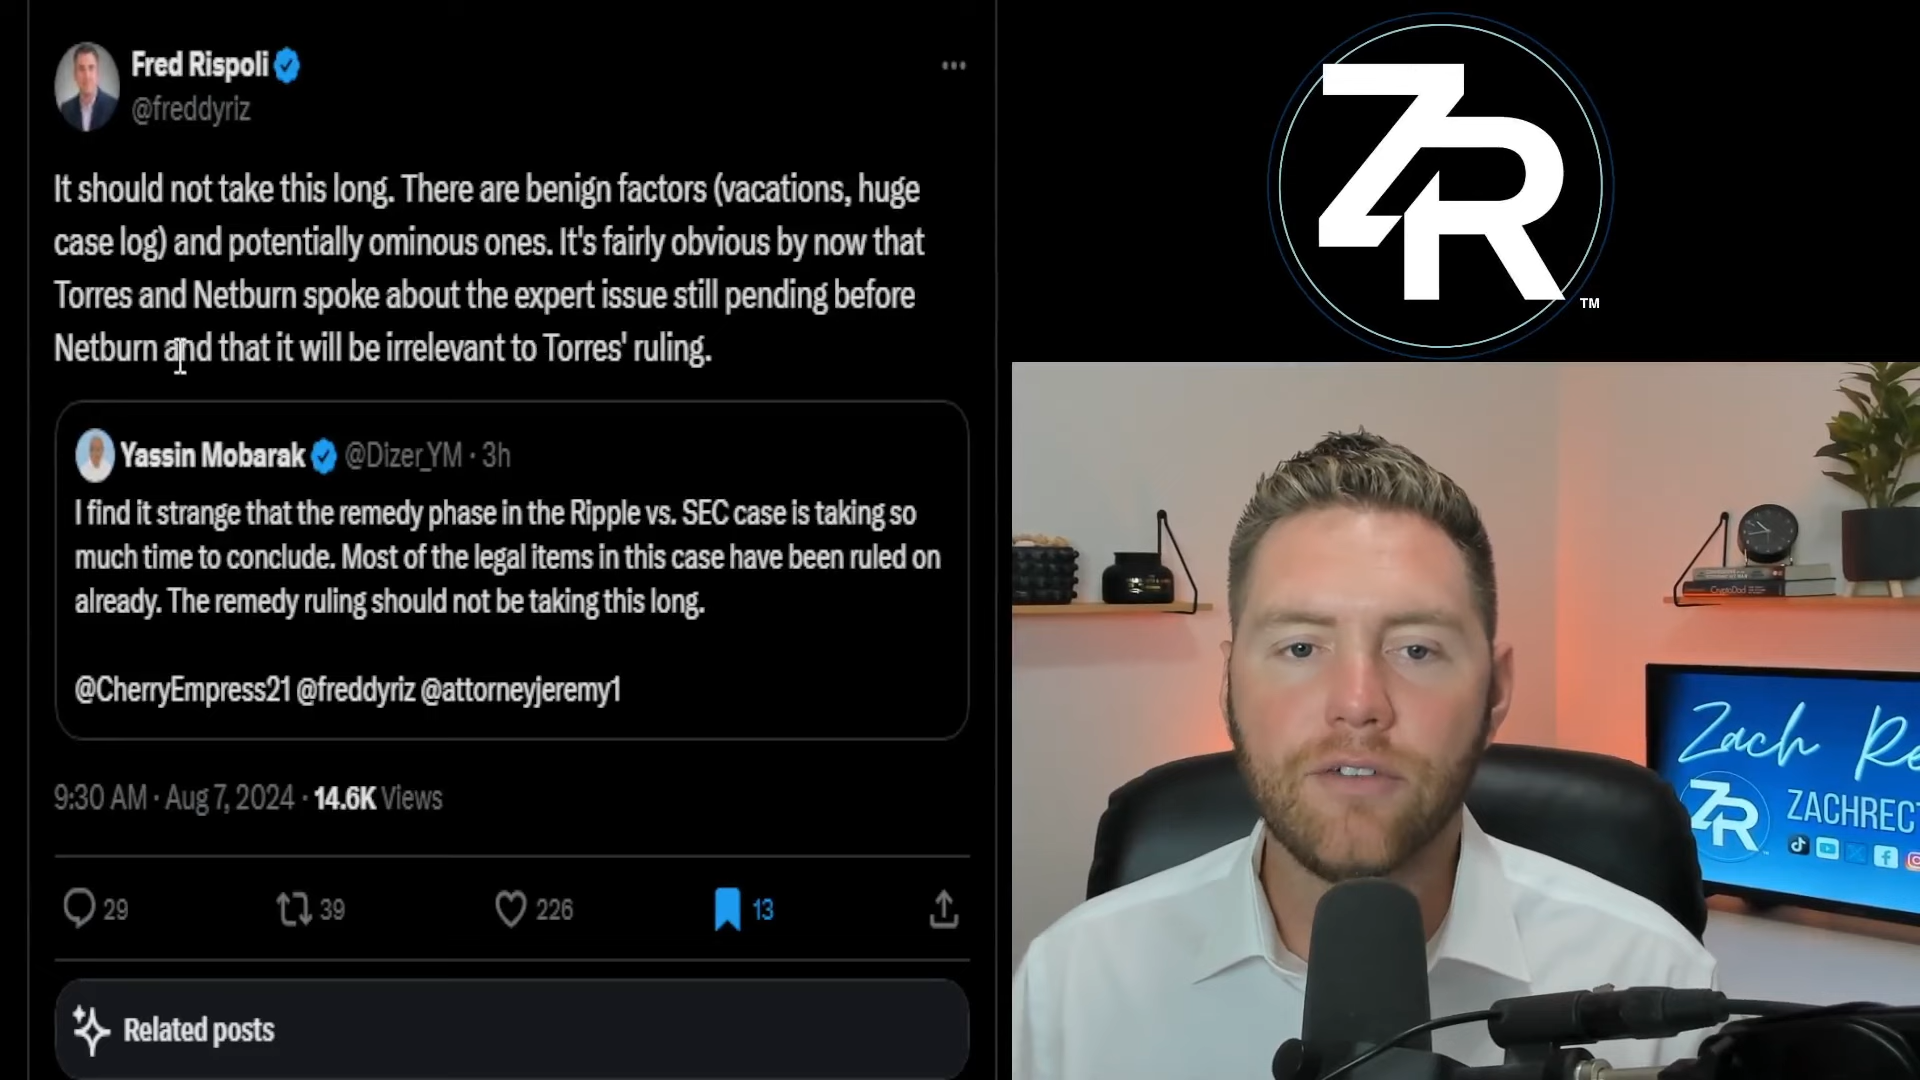 Fred Rispoli
@freddyriz
It should not take this long. There are benign factors (vacations, huge
case log) and potentially ominous ones. It's fairly obvious by now that
Torres and Netburn spoke about the expert issue still pending before
Netburn and that it will be irrelevant to Torres' ruling.
Yassin Mobarak @Dizer_YM · 3h
I find it strange that the remedy phase in the Ripple vs. SEC case is taking so
much time to conclude. Most of the legal items in this case have been ruled on
already. The remedy ruling should not be taking this long.
@CherryEmpress21 @freddyriz @attorneyjeremy1
9:30 AM · Aug 7, 2024 · 14.6K Views
29 39 226 13
Related posts
ZR
TM
Zach Re
ZR
ZACHRECT